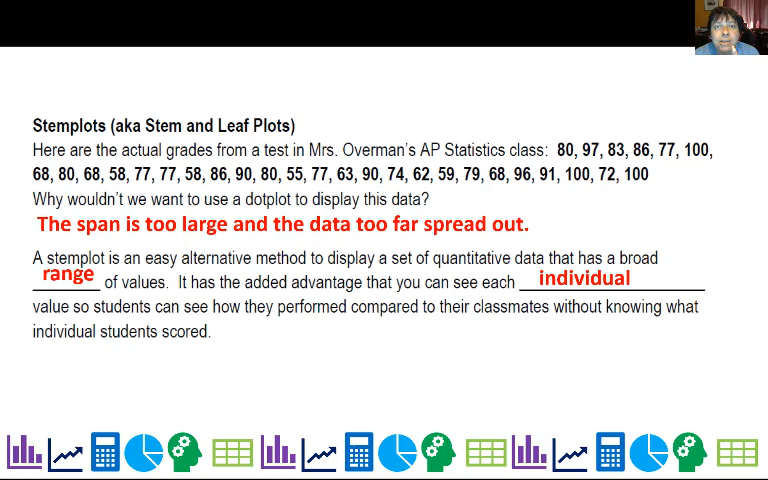 Stemplots (aka Stem and Leaf Plots)
Here are the actual grades from a test in Mrs. Overman's AP Statistics class: 80, 97, 83, 86, 77, 100,
68, 80, 68, 58, 77, 77, 58, 86, 90, 80, 55, 77, 63, 90, 74, 62, 59, 79, 68, 96, 91, 100, 72, 100
Why wouldn't we want to use a dotplot to display this data?
The span is too large and the data too far spread out.
A stemplot is an easy alternative method to display a set of quantitative data that has a broad
range of values. It has the added advantage that you can see each individual
value so students can see how they performed compared to their classmates without knowing what
individual students scored.